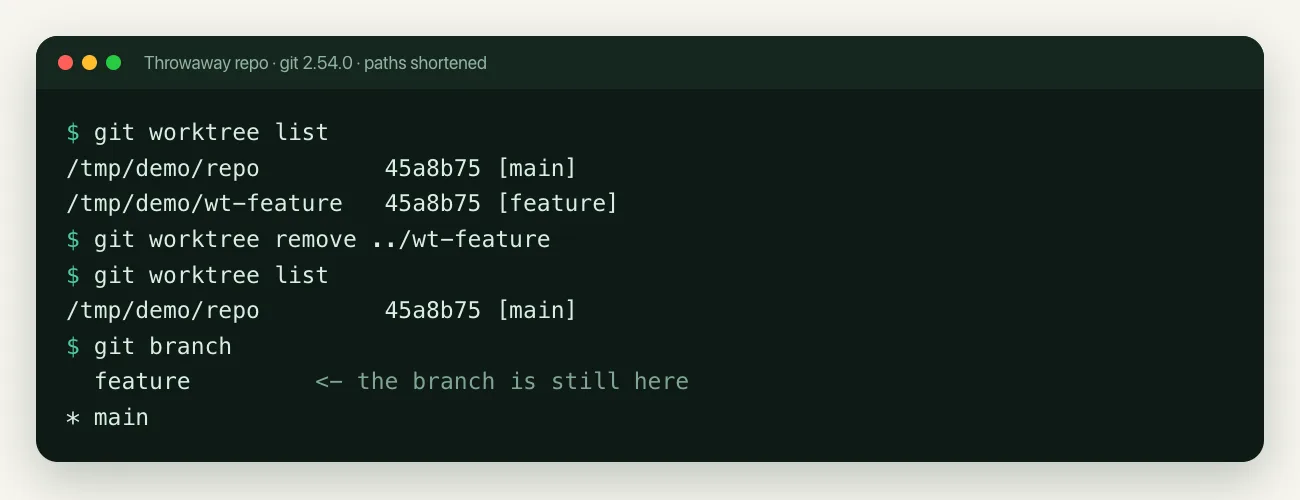 Throwaway repo · git 2.54.0 · paths shortened
$ git worktree list
/tmp/demo/repo         45a8b75 [main]
/tmp/demo/wt-feature   45a8b75 [feature]
$ git worktree remove ../wt-feature
$ git worktree list
/tmp/demo/repo         45a8b75 [main]
$ git branch
  feature         <- the branch is still here
* main